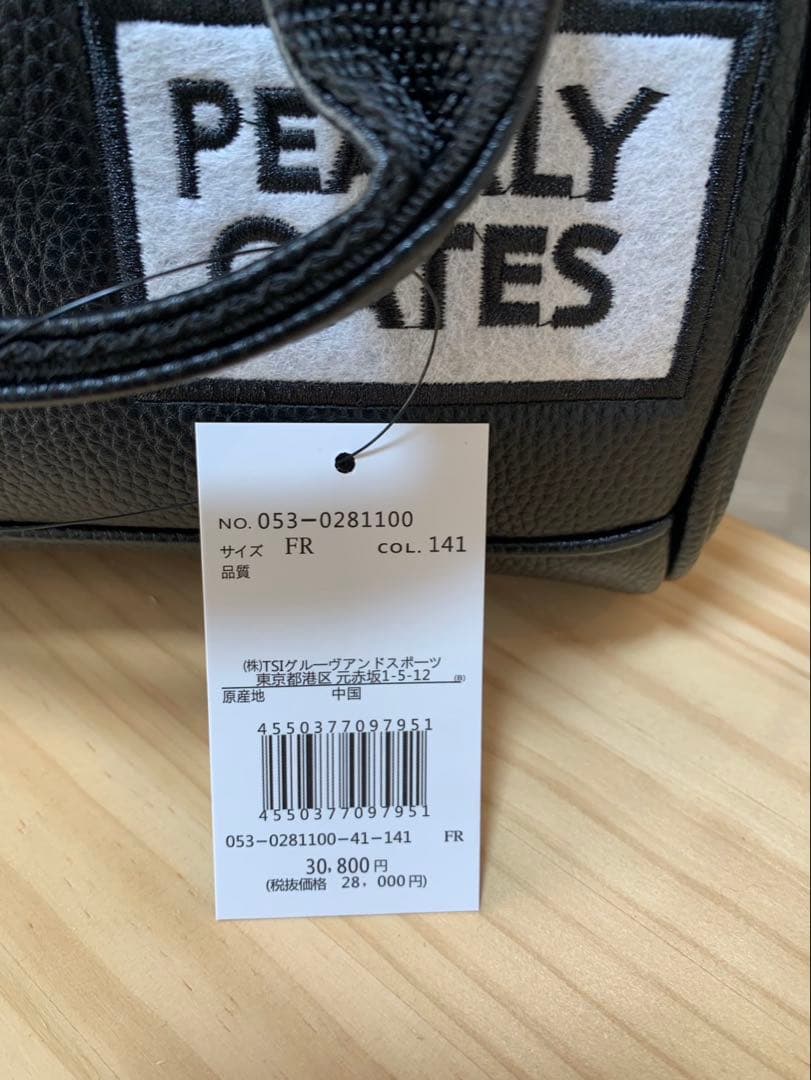 PEARLY
GATES
NO. 053-0281100
サイズ FR COL. 141
品質
(株)TSIグルーヴアンドスポーツ
東京都港区 元赤坂1-5-12 (B)
原産地 中国
4550377097951
4550377097951
053-0281100-41-141 FR
30,800円
(税抜価格 28, 000円)